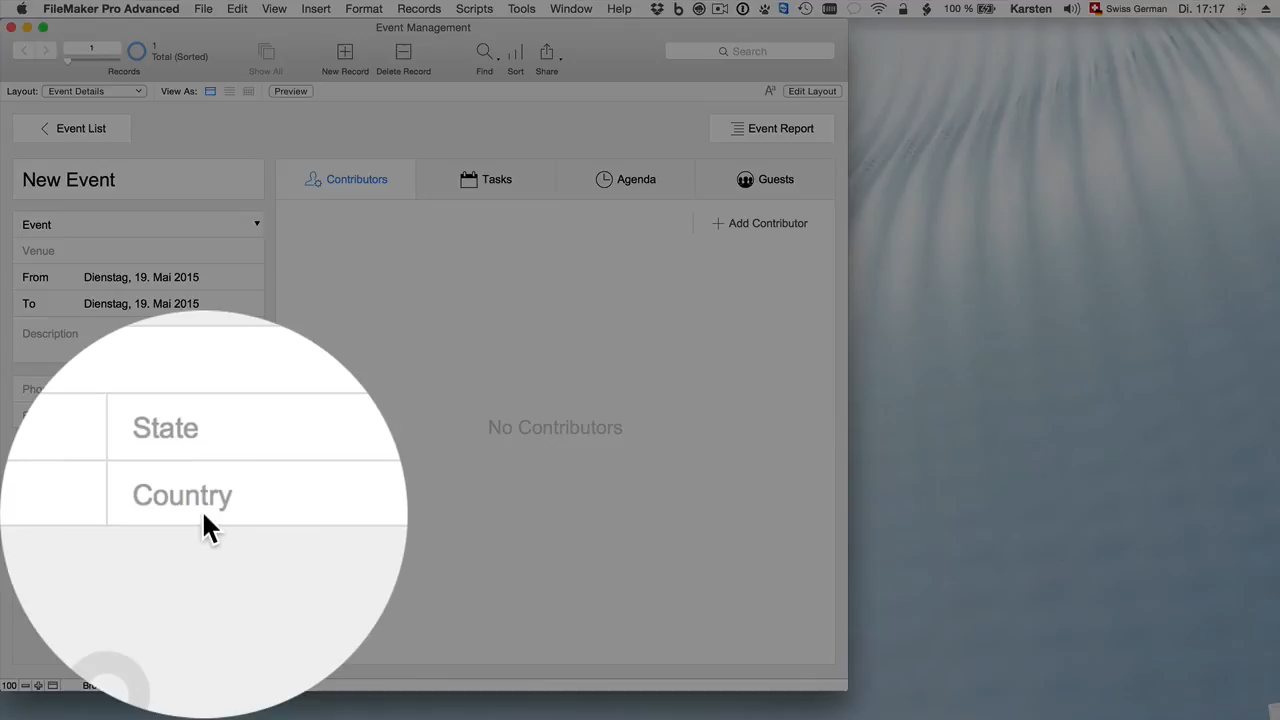 FileMaker Pro Advanced File Edit View Insert Format Records Scripts Tools Window Help 100 % Karsten Swiss German Di. 17:17
Event Management
1
1
Total (Sorted)
Search
Records Show All New Record Delete Record Find Sort Share
Layout: Event Details View As: Preview Aª Edit Layout
Event List Event Report
New Event Contributors Tasks Agenda Guests
Event Add Contributor
Venue
From Dienstag, 19. Mai 2015
To Dienstag, 19. Mai 2015
Description
Pho
State No Contributors
Country
100